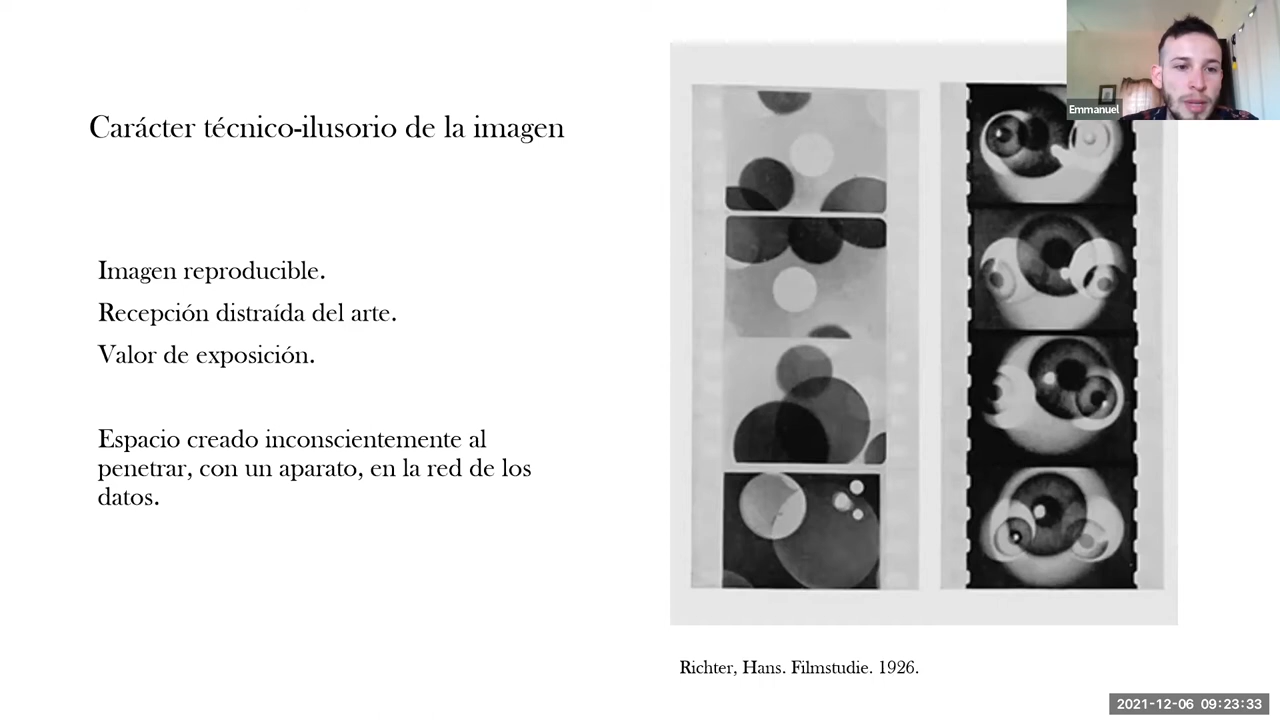 Carácter técnico-ilusorio de la imagen
Imagen reproducible.
Recepción distraída del arte.
Valor de exposición.
Espacio creado inconscientemente al
penetrar, con un aparato, en la red de los
datos.
Emmanuel
Richter, Hans. Filmstudie. 1926.
2021-12-06 09:23:33